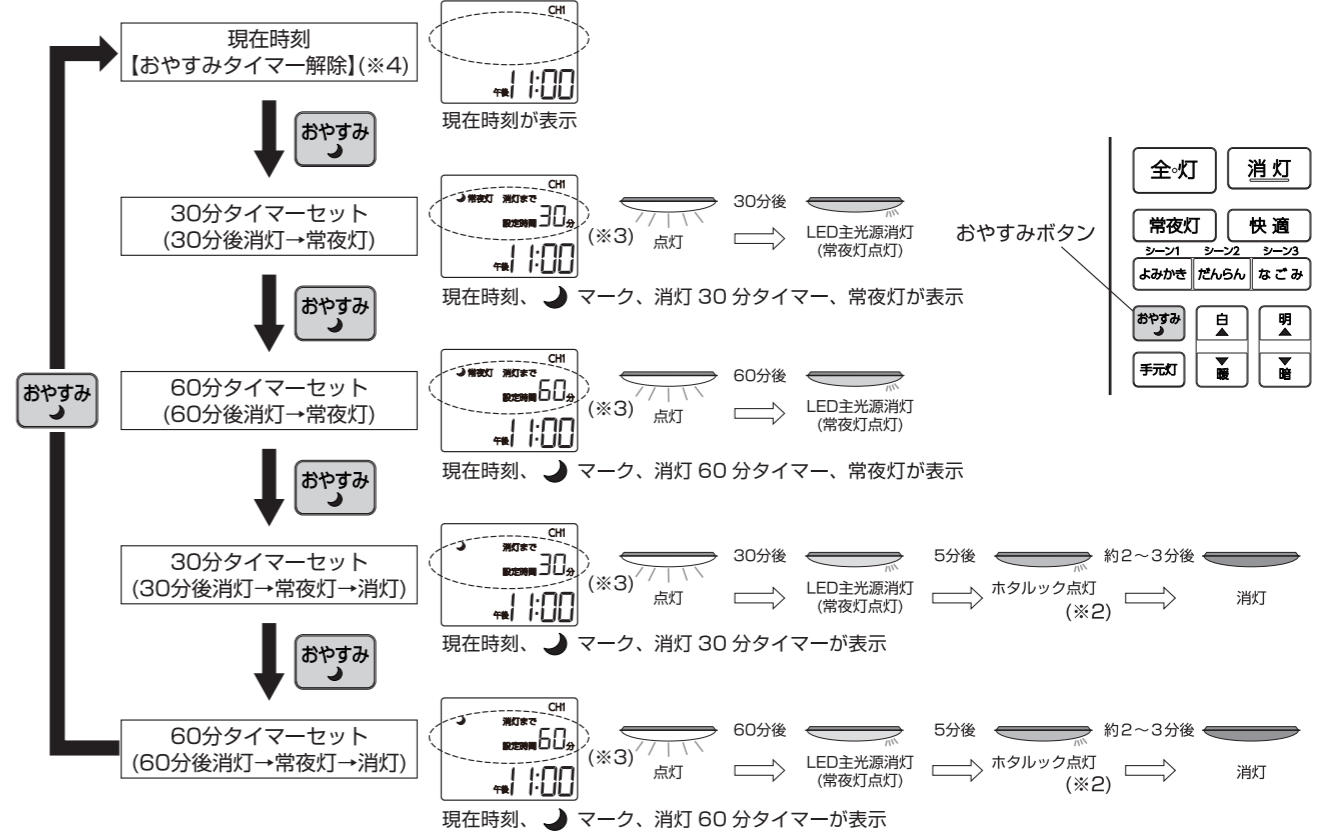 現在時刻
【おやすみタイマー解除】(※4)
CH1
午後 11:00
現在時刻が表示
おやすみ
30分タイマーセット
(30分後消灯→常夜灯)
CH1
常夜灯 消灯まで
設定時間 30分
午後 11:00
(※3)
点灯
30分後
LED主光源消灯
(常夜灯点灯)
現在時刻、 マーク、消灯 30 分タイマー、常夜灯が表示
おやすみ
60分タイマーセット
(60分後消灯→常夜灯)
CH1
常夜灯 消灯まで
設定時間 60分
午後 11:00
(※3)
点灯
60分後
LED主光源消灯
(常夜灯点灯)
現在時刻、 マーク、消灯 60 分タイマー、常夜灯が表示
おやすみ
おやすみ
30分タイマーセット
(30分後消灯→常夜灯→消灯)
CH1
消灯まで
設定時間 30分
午後 11:00
(※3)
点灯
30分後
LED主光源消灯
(常夜灯点灯)
5分後
ホタルック点灯
(※2)
約2~3分後
消灯
現在時刻、 マーク、消灯 30 分タイマーが表示
おやすみ
60分タイマーセット
(60分後消灯→常夜灯→消灯)
CH1
消灯まで
設定時間 60分
午後 11:00
(※3)
点灯
60分後
LED主光源消灯
(常夜灯点灯)
5分後
ホタルック点灯
(※2)
約2~3分後
消灯
現在時刻、 マーク、消灯 60 分タイマーが表示
おやすみボタン
全灯 消灯
常夜灯 快適
シーン1 シーン2 シーン3
よみかき だんらん なごみ
おやすみ 白 明
手元灯 暖 暗